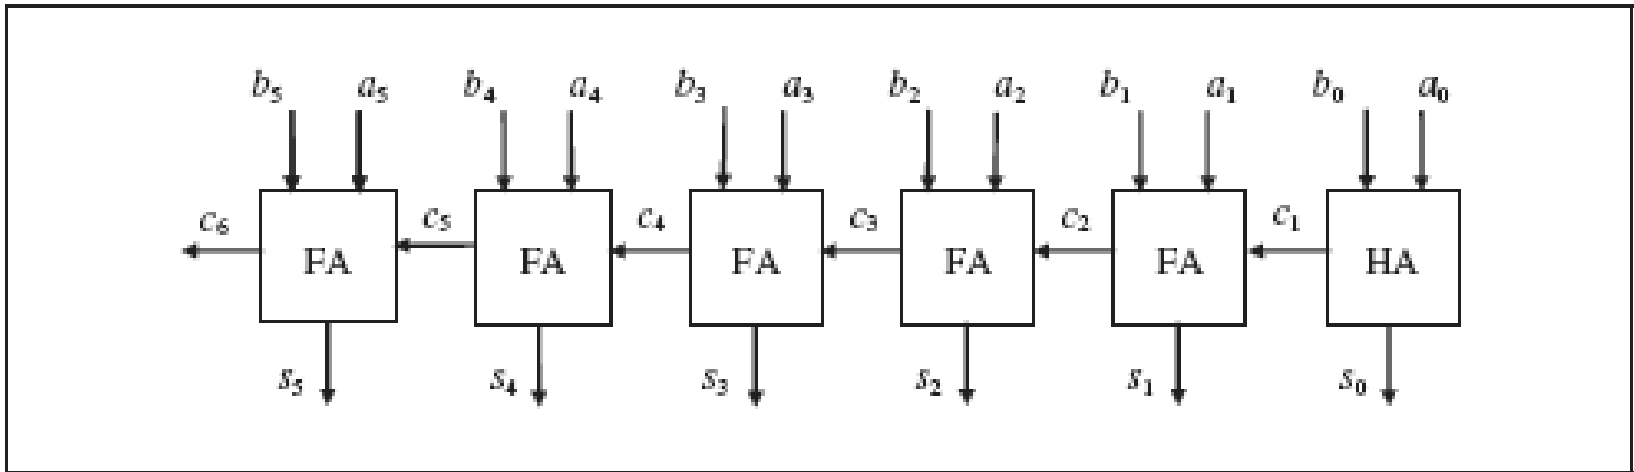 b₅ a₅ b₄ a₄ b₃ a₃ b₂ a₂ b₁ a₁ b₀ a₀
c₆ c₅ c₄ c₃ c₂ c₁
FA FA FA FA FA HA
s₅ s₄ s₃ s₂ s₁ s₀